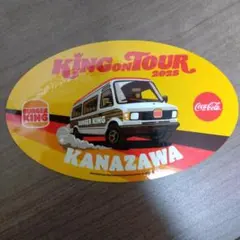 KING ON TOUR
2025
BURGER
KING
Coca-Cola
BURGER KING
KANAZAWA